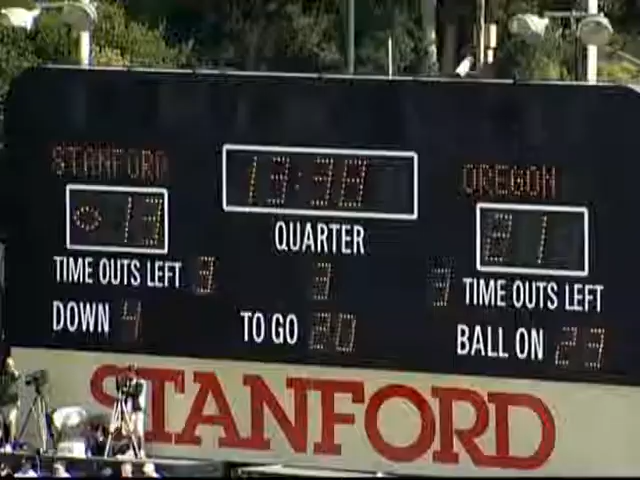 STANFORD 13:38 OREGON
13 QUARTER 21
TIME OUTS LEFT 3 3 3 TIME OUTS LEFT
DOWN 4 TO GO 20 BALL ON 23
STANFORD